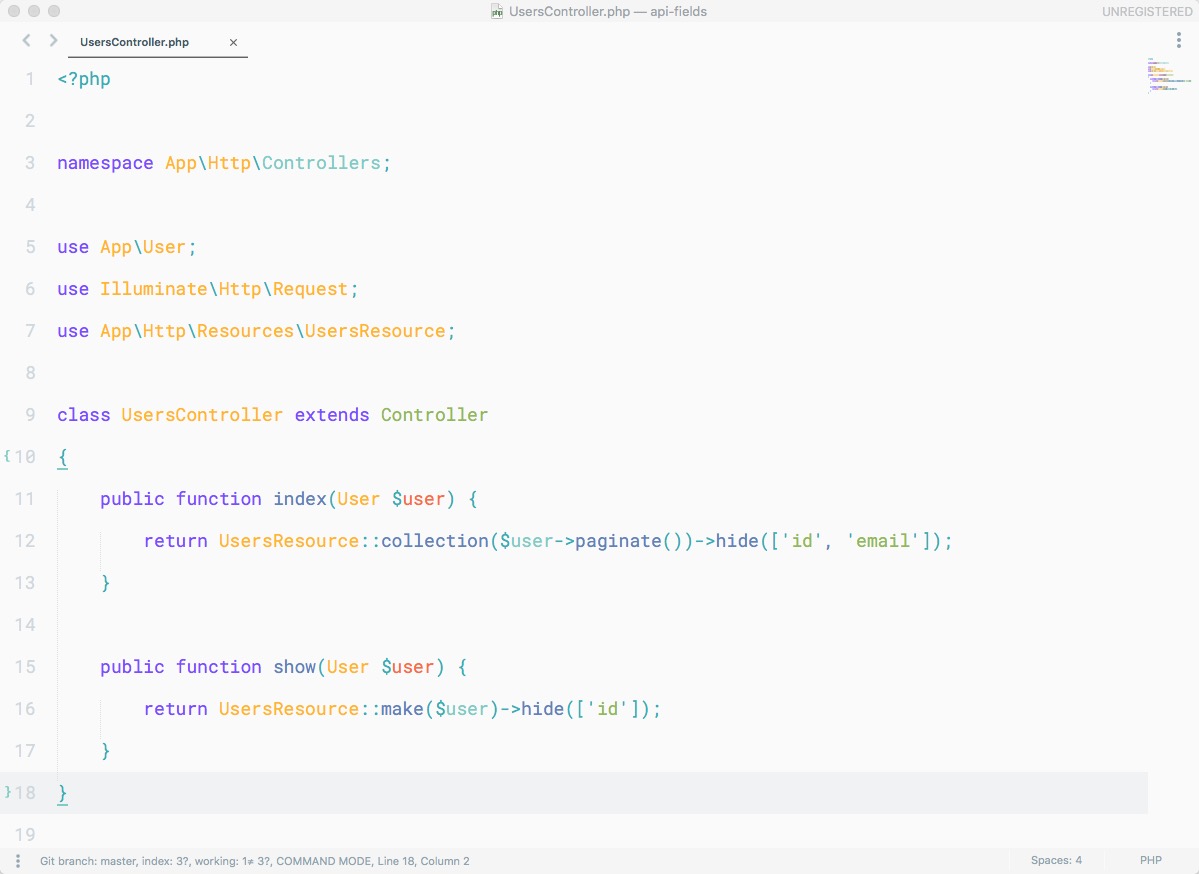 UsersController.php — api-fields
UNREGISTERED
UsersController.php ×
1 <?php
2
3 namespace App\Http\Controllers;
4
5 use App\User;
6 use Illuminate\Http\Request;
7 use App\Http\Resources\UsersResource;
8
9 class UsersController extends Controller
{ 10 {
11     public function index(User $user) {
12         return UsersResource::collection($user->paginate())->hide(['id', 'email']);
13     }
14
15     public function show(User $user) {
16         return UsersResource::make($user)->hide(['id']);
17     }
} 18 }
19
Git branch: master, index: 3?, working: 1≠ 3?, COMMAND MODE, Line 18, Column 2
Spaces: 4
PHP